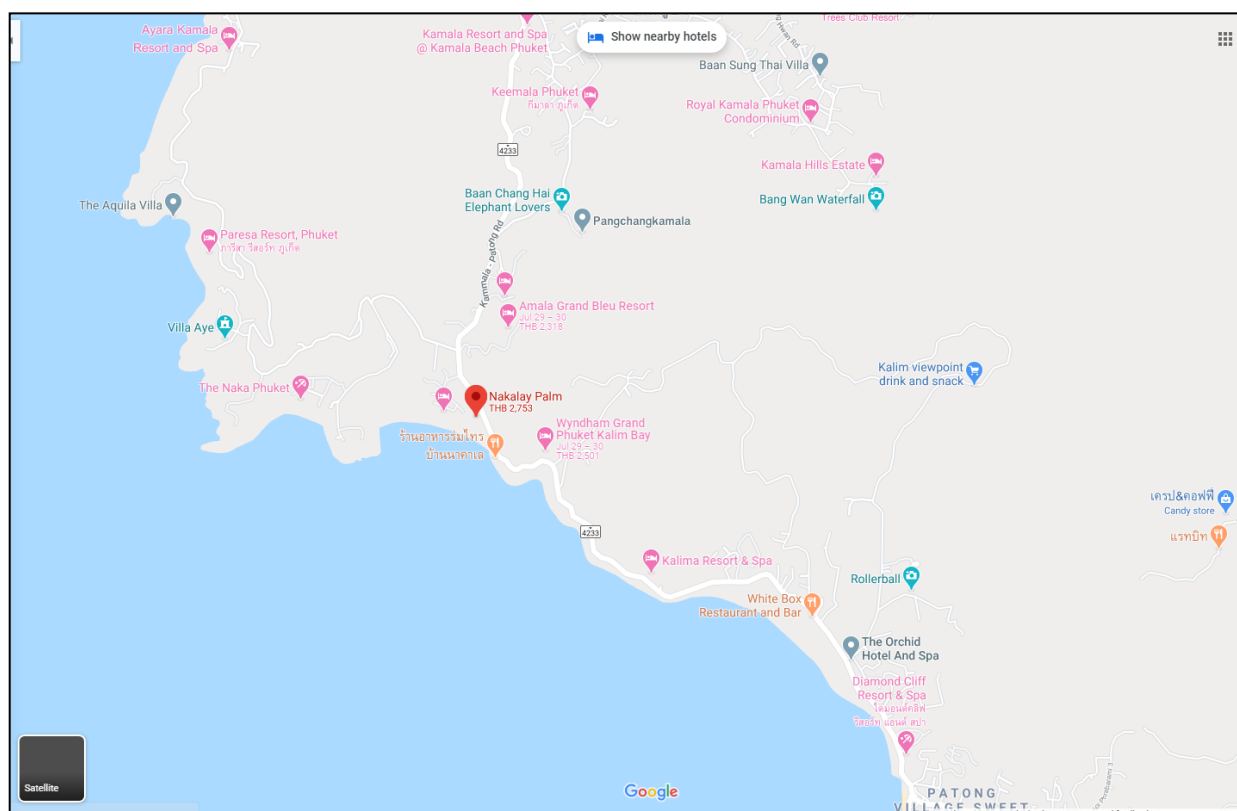 Ayara Kamala
Resort and Spa
Kamala Resort and Spa
@ Kamala Beach Phuket
Show nearby hotels
Trees Club Resort
Baan Sung Thai Villa
Keemala Phuket
กีมาลา ภูเก็ต
Royal Kamala Phuket
Condominium
4233
Kamala Hills Estate
Baan Chang Hai
Elephant Lovers
Bang Wan Waterfall
The Aquila Villa
Pangchangkamala
Paresa Resort, Phuket
ภารีสา รีสอร์ท ภูเก็ต
Kammala - Patong Rd
Amala Grand Bleu Resort
Jul 29 – 30
THB 2,318
Villa Aye
Kalim viewpoint
drink and snack
The Naka Phuket
Nakalay Palm
THB 2,753
Wyndham Grand
Phuket Kalim Bay
Jul 29 – 30
THB 2,501
ร้านอาหารร่มไทร
บ้านนาคาเล
เครป&คอฟฟี่
Candy store
4233
แรทบิท
Kalima Resort & Spa
Rollerball
White Box
Restaurant and Bar
The Orchid
Hotel And Spa
Diamond Cliff
Resort & Spa
ไดมอนด์คลิฟ
รีสอร์ท แอนด์ สปา
Satellite
Google
PATONG
VILLAGE SWEET